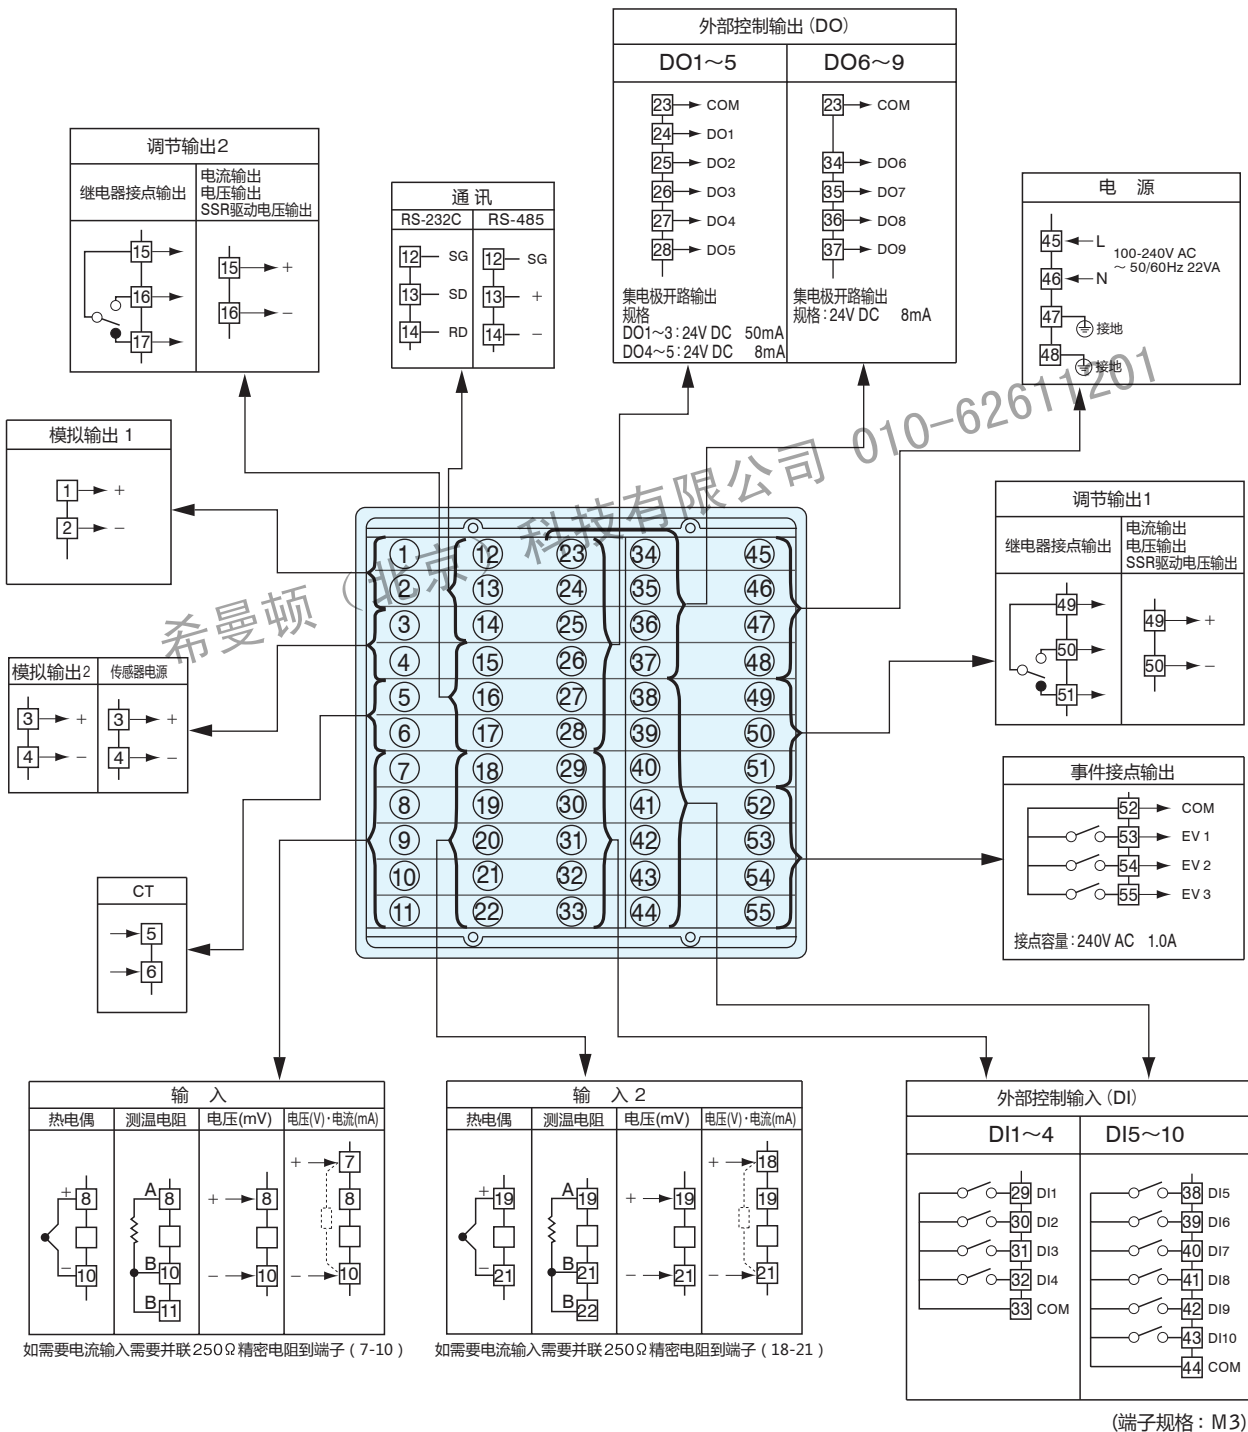 外部控制输出（DO）
DO1～5
DO6～9
23 COM
24 DO1
25 DO2
26 DO3
27 DO4
28 DO5
集电极开路输出
规格
DO1～3：24V DC 50mA
DO4～5：24V DC 8mA
23 COM
34 DO6
35 DO7
36 DO8
37 DO9
集电极开路输出
规格：24V DC 8mA
调节输出2
继电器接点输出
电流输出
电压输出
SSR驱动电压输出
15
16
17
15 +
16 −
通讯
RS-232C
RS-485
12 SG
13 SD
14 RD
12 SG
13 +
14 −
电 源
45 L
46 N
100-240V AC
～ 50/60Hz 22VA
47 接地
48 接地
模拟输出 1
1 +
2 −
模拟输出2
传感器电源
3 +
4 −
3 +
4 −
调节输出1
继电器接点输出
电流输出
电压输出
SSR驱动电压输出
49
50
51
49 +
50 −
希曼顿（北京）科技有限公司 010-62611201
1 12 23 34 45
2 13 24 35 46
3 14 25 36 47
4 15 26 37 48
5 16 27 38 49
6 17 28 39 50
7 18 29 40 51
8 19 30 41 52
9 20 31 42 53
10 21 32 43 54
11 22 33 44 55
事件接点输出
52 COM
53 EV 1
54 EV 2
55 EV 3
接点容量：240V AC 1.0A
CT
5
6
输 入
热电偶
测温电阻
电压(mV)
电压(V)·电流(mA)
+ 8
− 10
A 8
B 10
B 11
+ 8
− 10
+ 7
8
− 10
如需要电流输入需要并联250Ω精密电阻到端子（7-10）
输 入 2
热电偶
测温电阻
电压(mV)
电压(V)·电流(mA)
+ 19
− 21
A 19
B 21
B 22
+ 19
− 21
+ 18
19
− 21
如需要电流输入需要并联250Ω精密电阻到端子（18-21）
外部控制输入（DI）
DI1～4
DI5～10
29 DI1
30 DI2
31 DI3
32 DI4
33 COM
38 DI5
39 DI6
40 DI7
41 DI8
42 DI9
43 DI10
44 COM
(端子规格：M3)